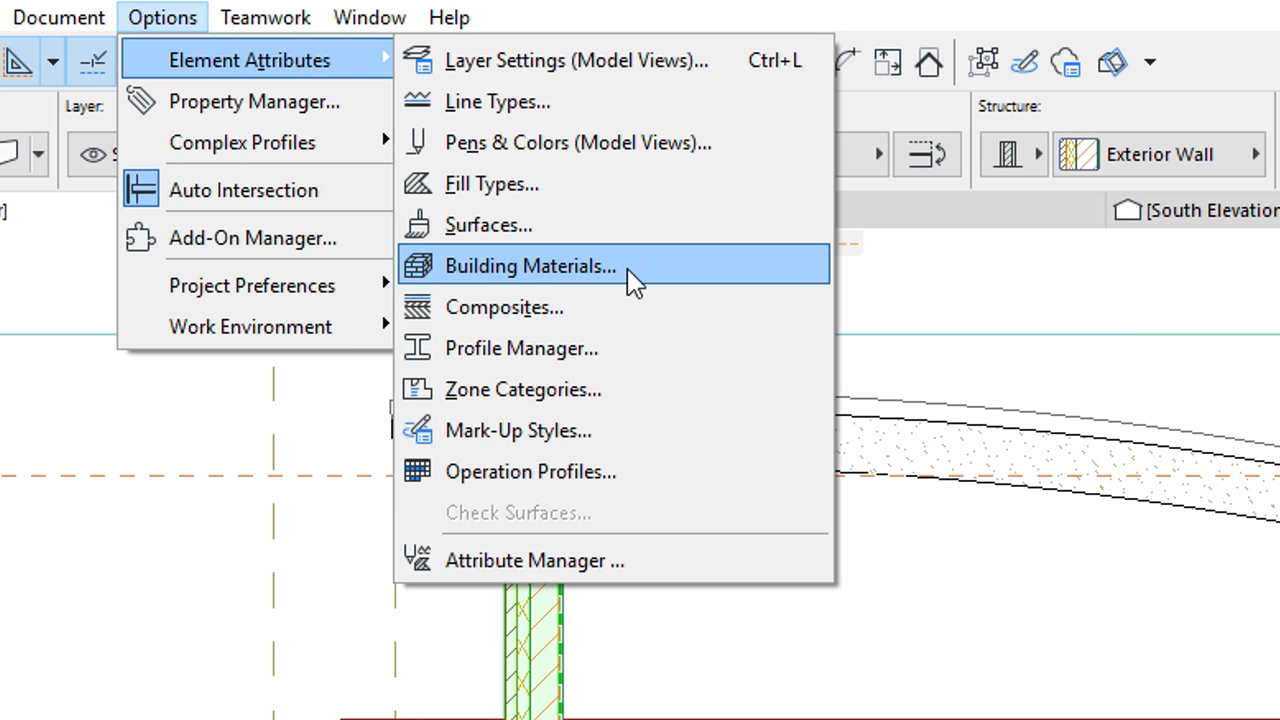 Document Options Teamwork Window Help
Element Attributes
Property Manager...
Complex Profiles
Auto Intersection
Add-On Manager...
Project Preferences
Work Environment
Layer Settings (Model Views)... Ctrl+L
Line Types...
Pens & Colors (Model Views)...
Fill Types...
Surfaces...
Building Materials...
Composites...
Profile Manager...
Zone Categories...
Mark-Up Styles...
Operation Profiles...
Check Surfaces...
Attribute Manager ...
Layer:
Structure:
Exterior Wall
[South Elevation